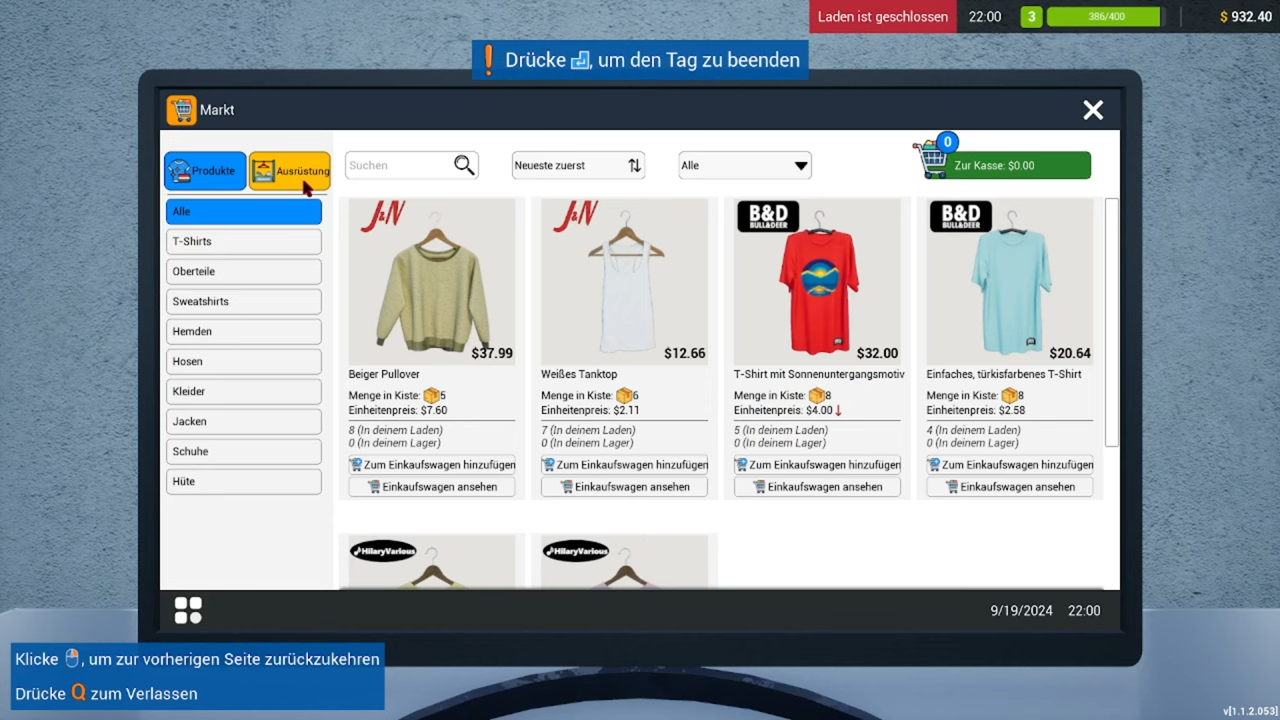 Laden ist geschlossen
22:00
3
386/400
$ 932.40
Drücke , um den Tag zu beenden
Markt
Produkte
Ausrüstung
Suchen
Neueste zuerst
Alle
0
Zur Kasse: $0.00
Alle
T-Shirts
Oberteile
Sweatshirts
Hemden
Hosen
Kleider
Jacken
Schuhe
Hüte
J&N
$37.99
Beiger Pullover
Menge in Kiste: 5
Einheitenpreis: $7.60
8 (In deinem Laden)
0 (In deinem Lager)
Zum Einkaufswagen hinzufügen
Einkaufswagen ansehen
J&N
$12.66
Weißes Tanktop
Menge in Kiste: 6
Einheitenpreis: $2.11
7 (In deinem Laden)
0 (In deinem Lager)
Zum Einkaufswagen hinzufügen
Einkaufswagen ansehen
B&D
BULL&DEER
$32.00
T-Shirt mit Sonnenuntergangsmotiv
Menge in Kiste: 8
Einheitenpreis: $4.00
5 (In deinem Laden)
0 (In deinem Lager)
Zum Einkaufswagen hinzufügen
Einkaufswagen ansehen
B&D
BULL&DEER
$20.64
Einfaches, türkisfarbenes T-Shirt
Menge in Kiste: 8
Einheitenpreis: $2.58
4 (In deinem Laden)
0 (In deinem Lager)
Zum Einkaufswagen hinzufügen
Einkaufswagen ansehen
HilaryVarious
HilaryVarious
9/19/2024 22:00
Klicke , um zur vorherigen Seite zurückzukehren
Drücke Q zum Verlassen
v[1.1.2.053]